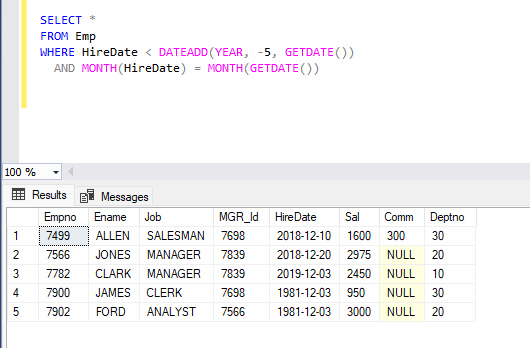 SELECT *
FROM Emp
WHERE HireDate < DATEADD(YEAR, -5, GETDATE())
AND MONTH(HireDate) = MONTH(GETDATE())
100 %
Results Messages
Empno Ename Job MGR_Id HireDate Sal Comm Deptno
1 7499 ALLEN SALESMAN 7698 2018-12-10 1600 300 30
2 7566 JONES MANAGER 7839 2018-12-20 2975 NULL 20
3 7782 CLARK MANAGER 7839 2019-12-03 2450 NULL 10
4 7900 JAMES CLERK 7698 1981-12-03 950 NULL 30
5 7902 FORD ANALYST 7566 1981-12-03 3000 NULL 20